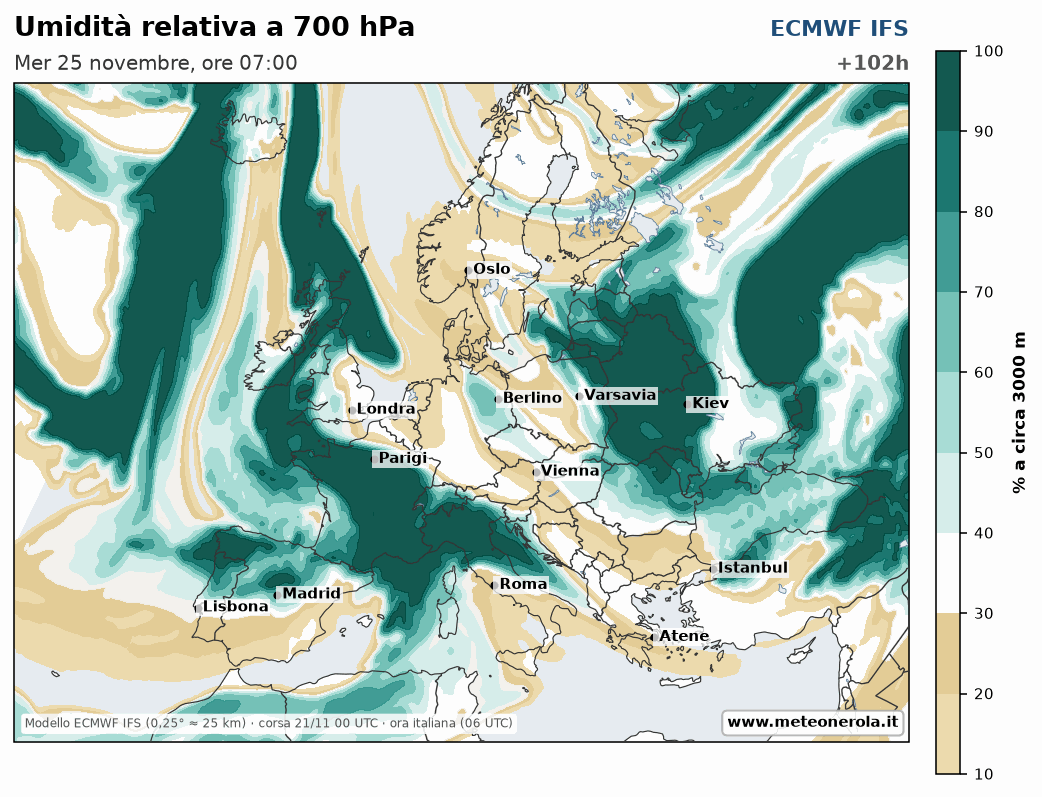 Umidità relativa a 700 hPa
ECMWF IFS
Mer 25 novembre, ore 07:00
+102h
100
90
80
70
60
50
40
30
20
10
% a circa 3000 m
Oslo
Berlino
Varsavia
Kiev
Londra
Parigi
Vienna
Istanbul
Roma
Madrid
Lisbona
Atene
Modello ECMWF IFS (0,25° ≈ 25 km) · corsa 21/11 00 UTC · ora italiana (06 UTC)
www.meteonerola.it